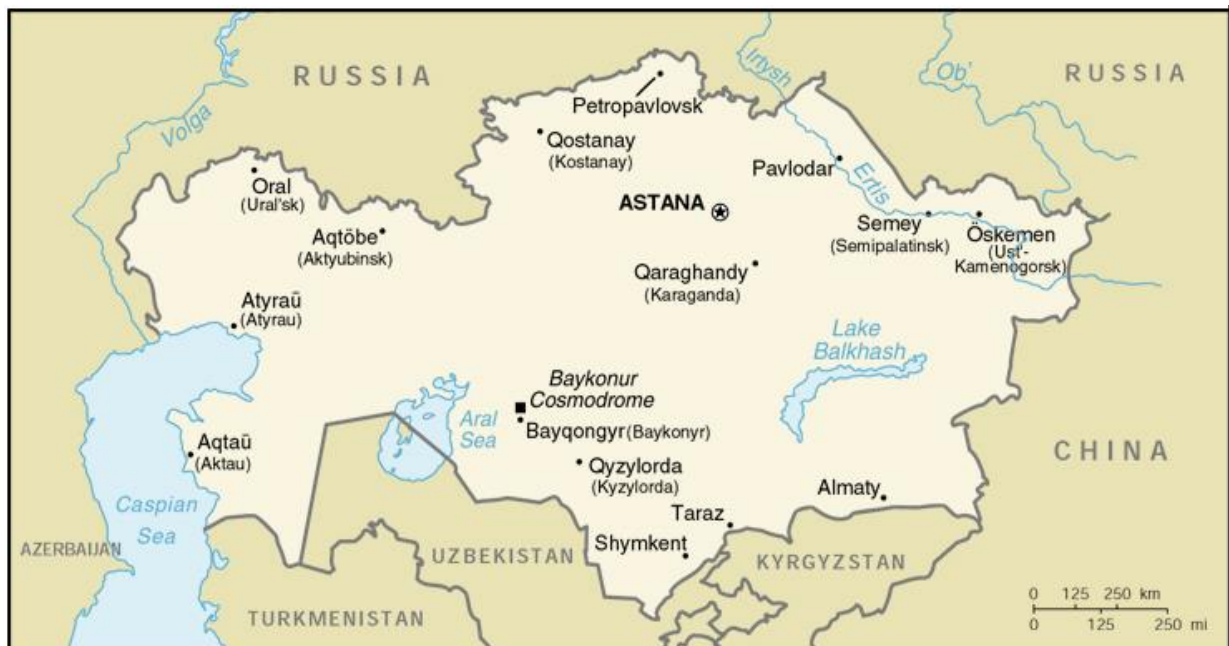 RUSSIA
Irtysh
Ob'
RUSSIA
Petropavlovsk
Volga
Qostanay
(Kostanay)
Pavlodar
Ertis
Oral
(Ural'sk)
ASTANA
Semey
(Semipalatinsk)
Öskemen
(Ust'-
Kamenogorsk)
Aqtöbe
(Aktyubinsk)
Qaraghandy
(Karaganda)
Atyraū
(Atyrau)
Lake
Balkhash
Baykonur
Cosmodrome
Aral
Sea
Bayqongyr (Baykonyr)
Aqtaū
(Aktau)
CHINA
Qyzylorda
(Kyzylorda)
Almaty
Caspian
Sea
Taraz
Shymkent
AZERBAIJAN
UZBEKISTAN
KYRGYZSTAN
TURKMENISTAN
0 125 250 km
0 125 250 mi